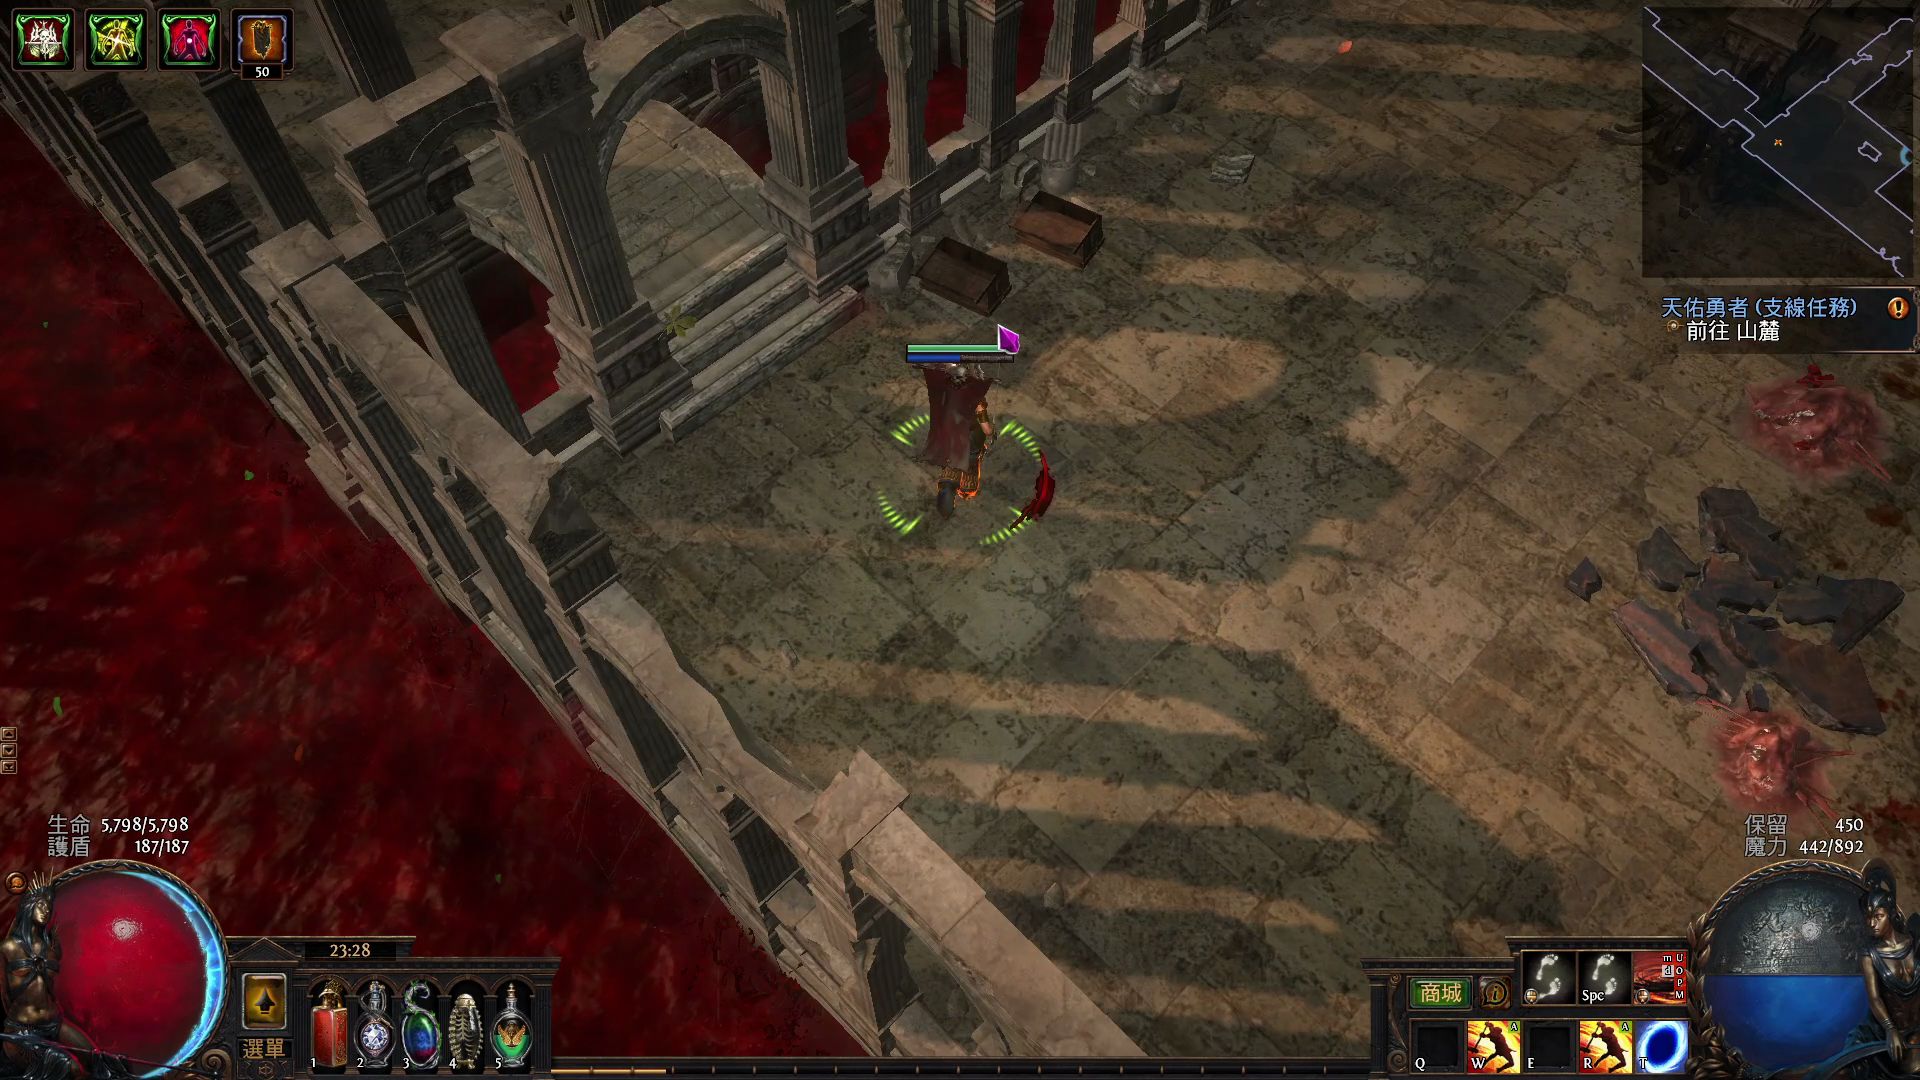 50
天佑勇者 (支線任務)
前往 山麓
生命 5,798/5,798
護盾 187/187
保留 450
魔力 442/892
23:28
選單
1 2 3 4 5
商城
Spc
m U
d O
P
M
Q W A E R A T